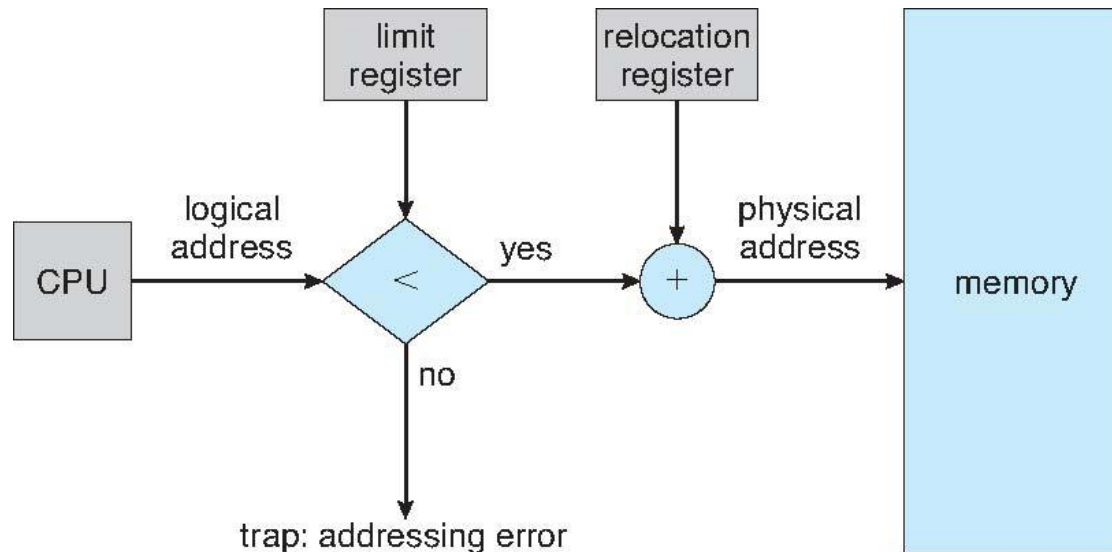 limit
register
relocation
register
logical
address
physical
address
CPU
<
yes
+
memory
no
trap: addressing error